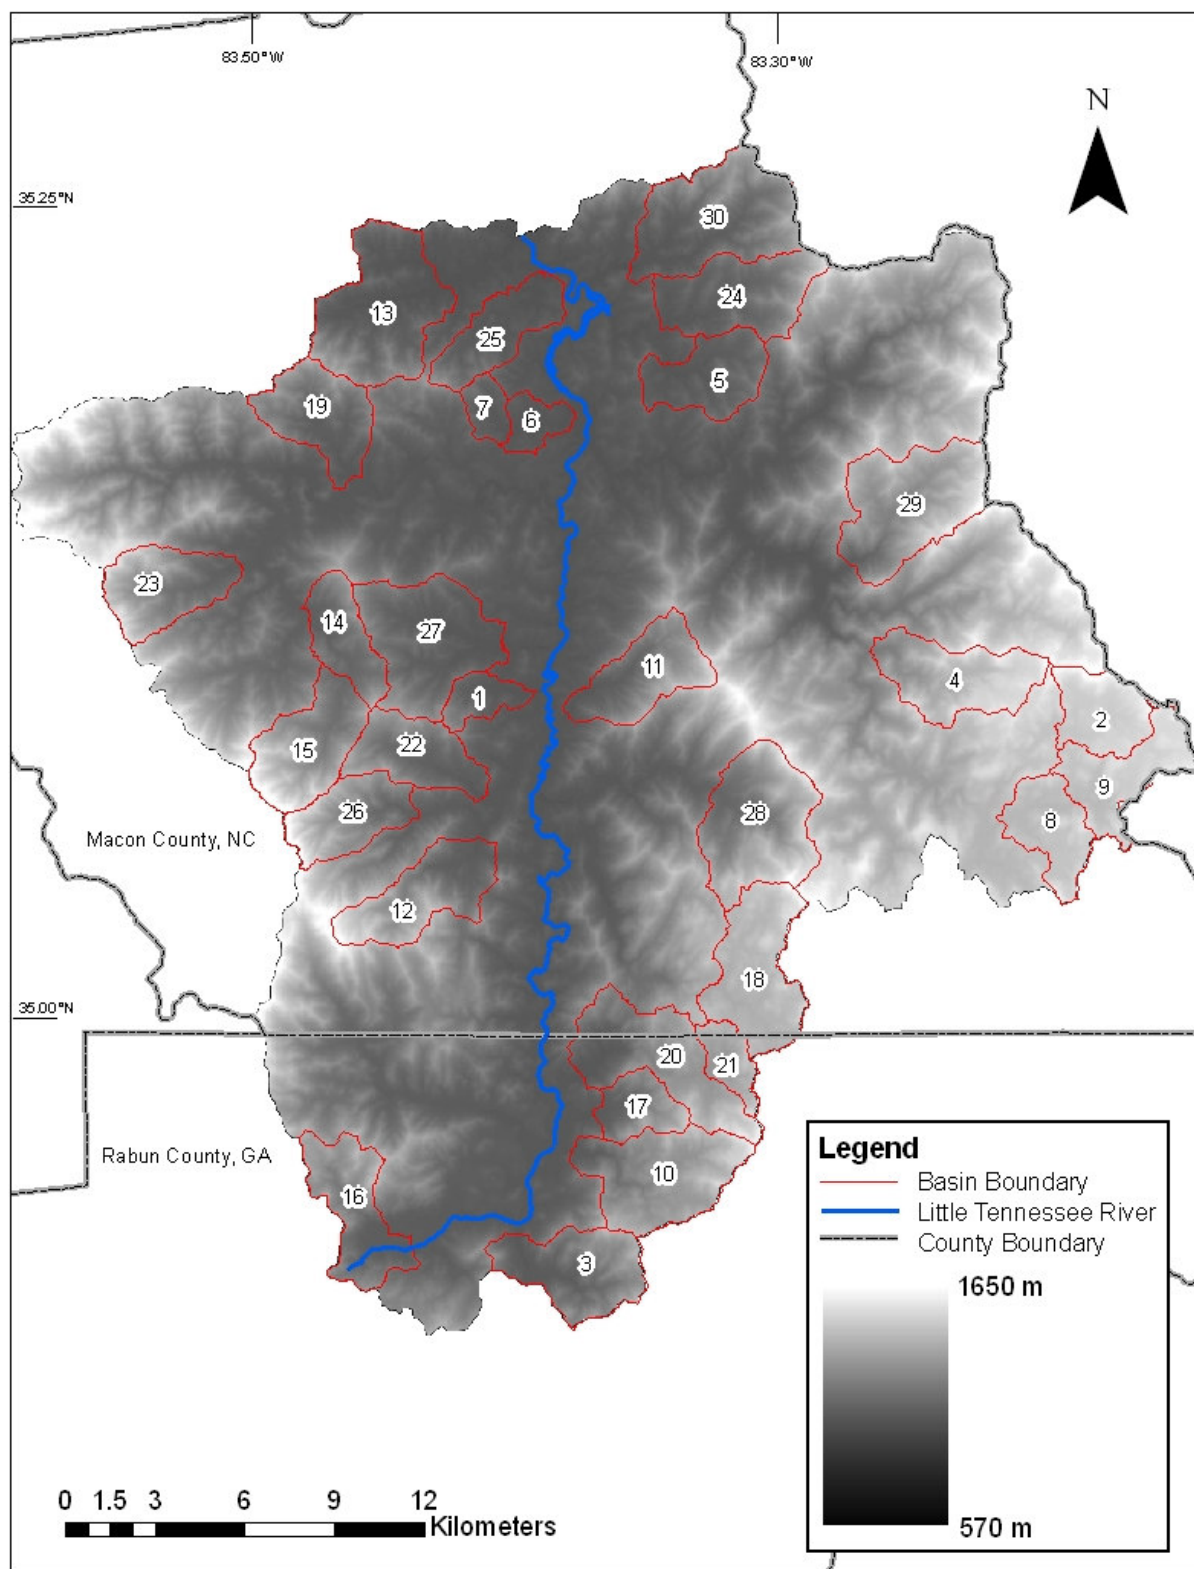 83.50°W
83.30°W
N
35.25°N
30
24
13
25
5
19
7
6
29
23
14
27
11
4
1
2
22
15
9
26
28
8
12
18
35.00°N
20
21
17
10
16
3
Macon County, NC
Rabun County, GA
Legend
Basin Boundary
Little Tennessee River
County Boundary
1650 m
570 m
0 1.5 3 6 9 12
Kilometers